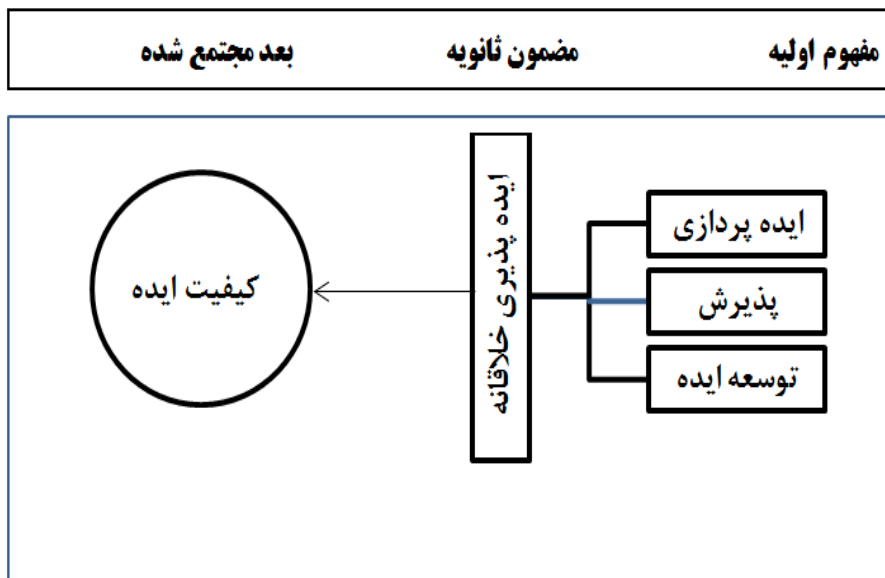 مفهوم اولیه مضمون ثانویه بعد مجتمع شده
ایده پردازی
پذیرش
توسعه ایده
ایده پذیری خلاقانه
کیفیت ایده